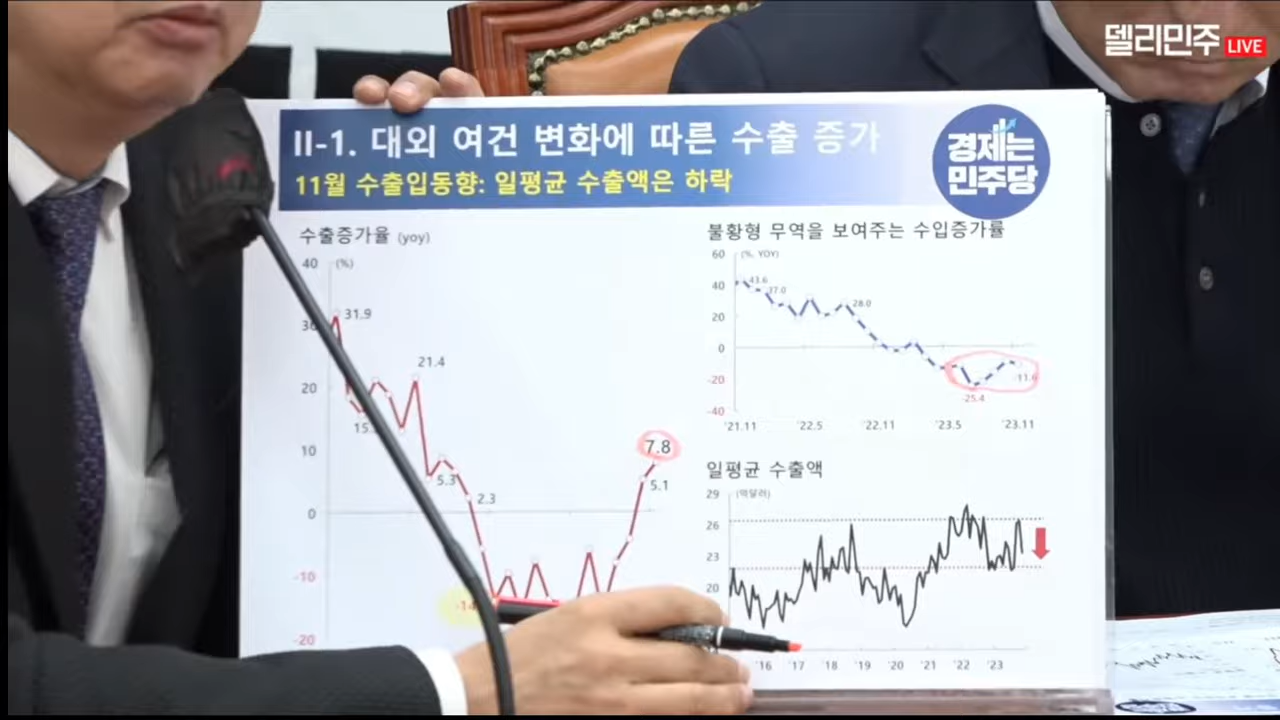 델리민주 LIVE
II-1. 대외 여건 변화에 따른 수출 증가
11월 수출입동향: 일평균 수출액은 하락
경제는
민주당
수출증가율 (yoy)
40 (%)
31.9
20
21.4
15.
10
7.8
5.3
5.1
2.3
0
-10
-14
-20
불황형 무역을 보여주는 수입증가률
60 (%, YOY)
43.6
40
37.0
28.0
20
0
-20
-11.6
-25.4
-40
'21.11 '22.5 '22.11 '23.5 '23.11
일평균 수출액
29 (억달러)
26
23
20
'16 '17 '18 '19 '20 '21 '22 '23